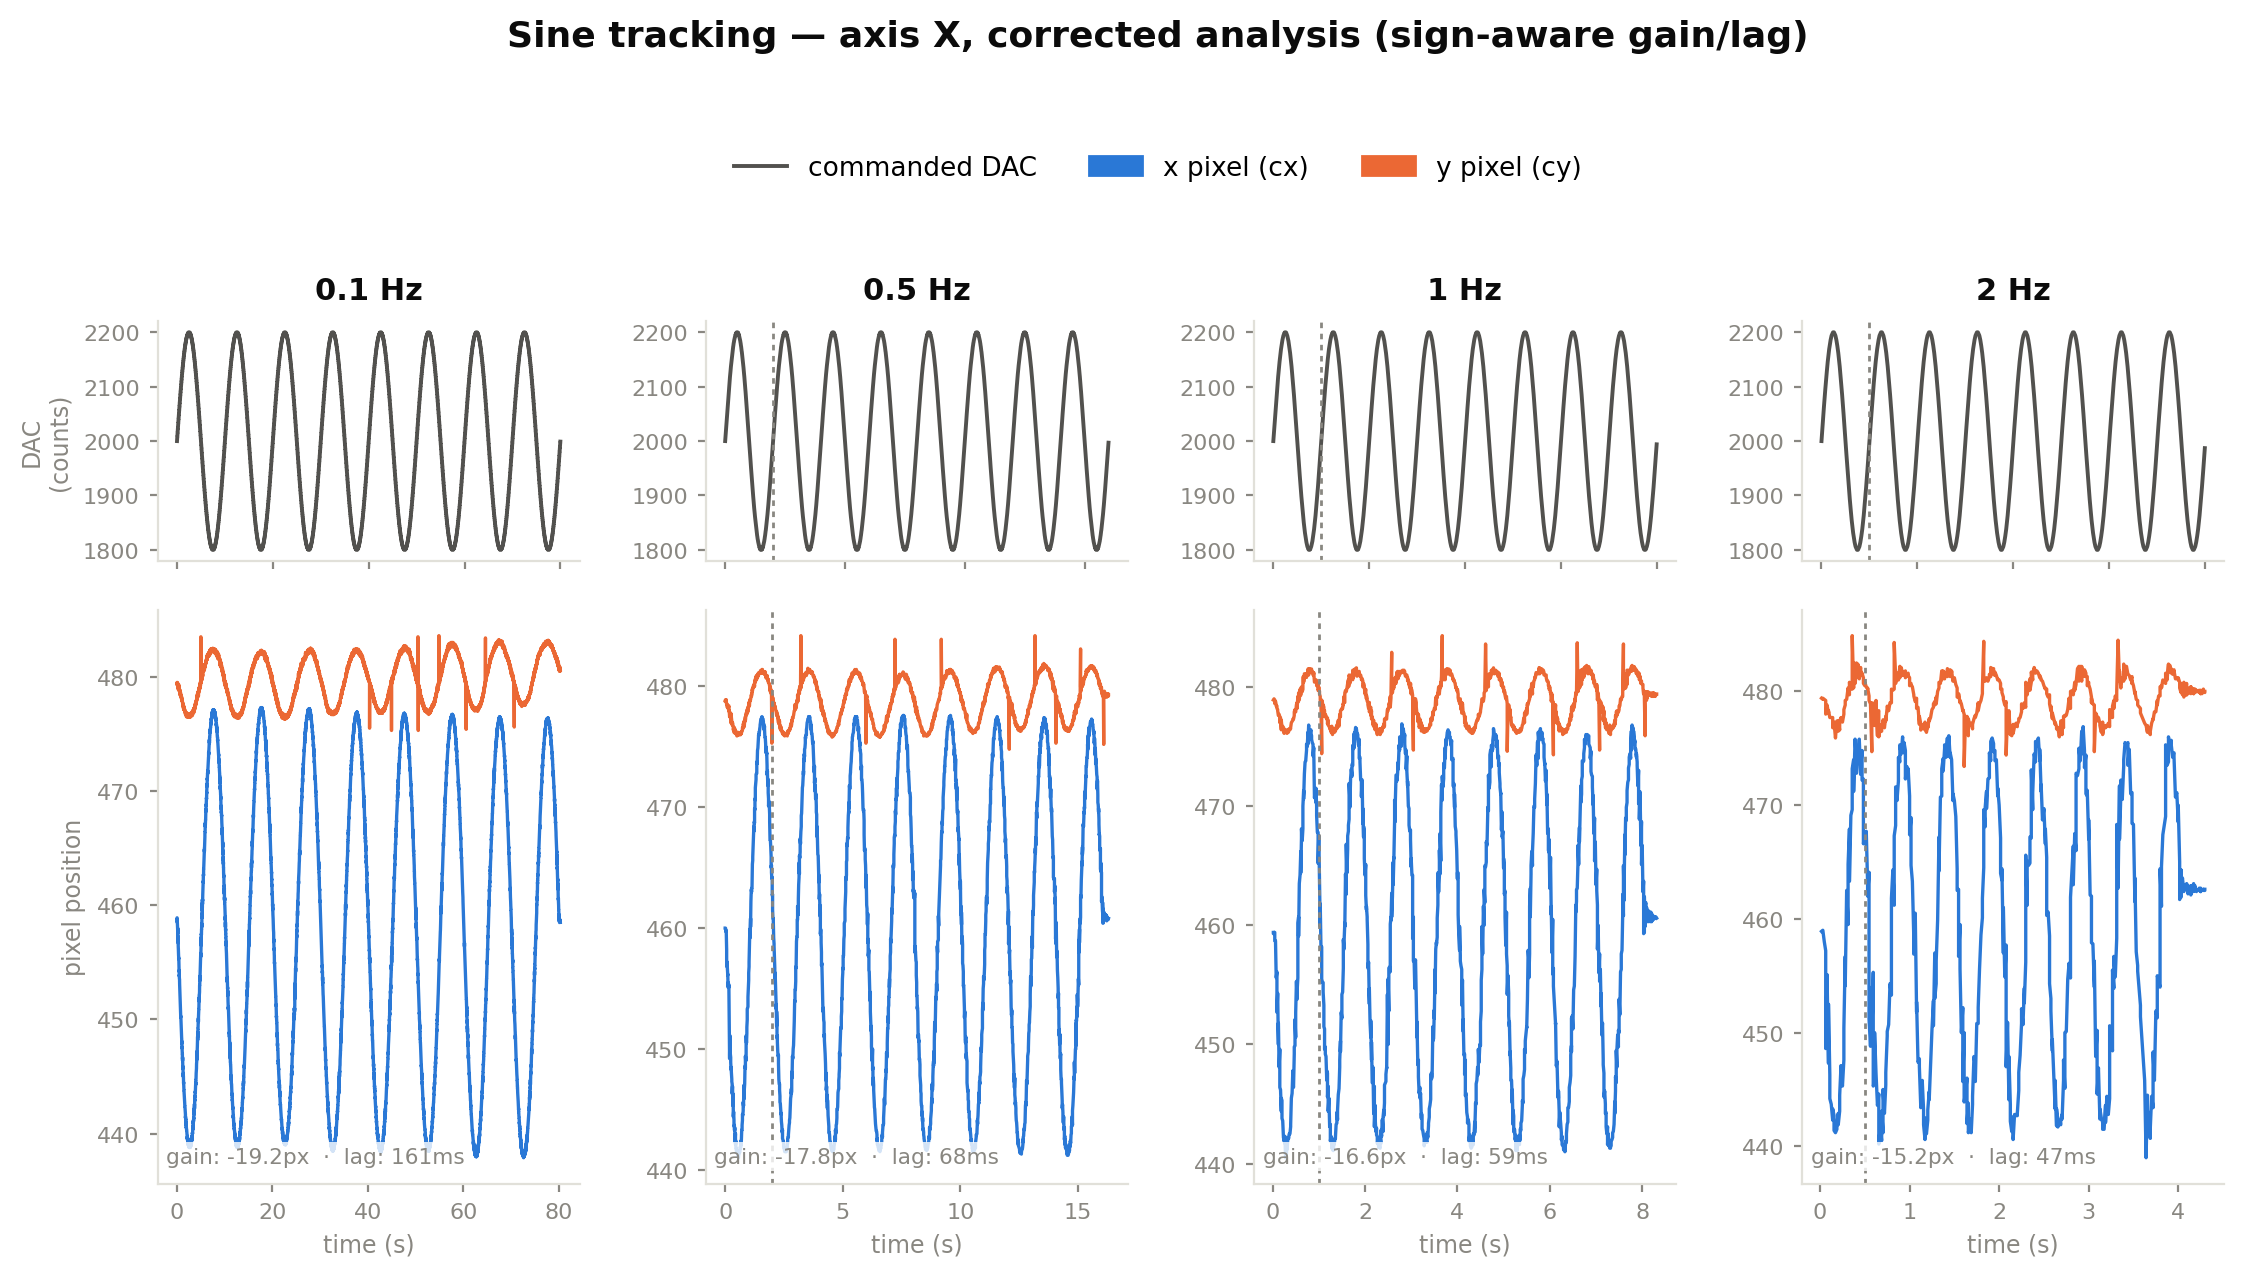 Sine tracking — axis X, corrected analysis (sign-aware gain/lag)
commanded DAC
x pixel (cx)
y pixel (cy)
0.1 Hz
0.5 Hz
1 Hz
2 Hz
DAC
(counts)
2200
2100
2000
1900
1800
2200
2100
2000
1900
1800
2200
2100
2000
1900
1800
2200
2100
2000
1900
1800
pixel position
480
470
460
450
440
gain: -19.2px · lag: 161ms
0 20 40 60 80
time (s)
480
470
460
450
440
gain: -17.8px · lag: 68ms
0 5 10 15
time (s)
480
470
460
450
440
gain: -16.6px · lag: 59ms
0 2 4 6 8
time (s)
480
470
460
450
440
gain: -15.2px · lag: 47ms
0 1 2 3 4
time (s)